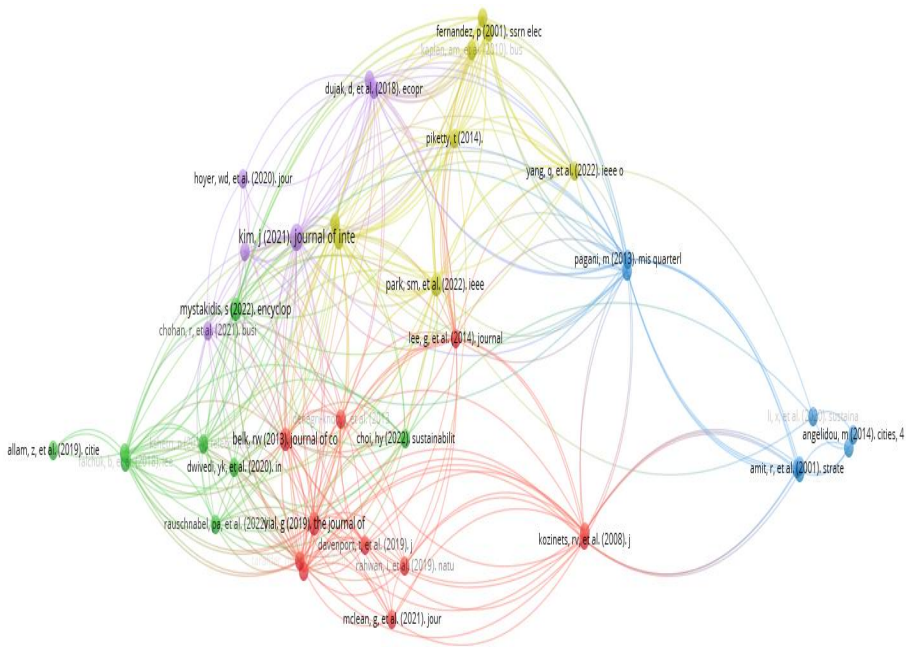 fernandez, p (2001). ssrn elec
kaplan, am, et al. (2010). bus
dujak, d, et al. (2018). ecopr
piketty, t (2014).
yang, q, et al. (2022). ieee o
hoyer, wd, et al. (2020). jour
kim, j (2021). journal of inte
pagani, m (2013). mis quarterl
park, sm, et al. (2022). ieee
mystakidis, s (2022). encyclop
chohan, r, et al. (2021). busi
lee, g, et al. (2014). journal
li, x, et al. sustaina
angelidou, m (2014). cities, 4
belk, rw (2013). journal of co
choi, hy (2022). sustainabilit
allam, z, et al. (2019). citie
dwivedi, yk, et al. (2020). in
amit, r, et al. (2001). strate
rauschnabel, pa, et al. (2022)
vial, g (2019). the journal of
davenport, t, et al. (2019). j
kozinets, rv, et al. (2008). j
rahwan, i, et al. (2019). natu
mclean, g, et al. (2021). jour